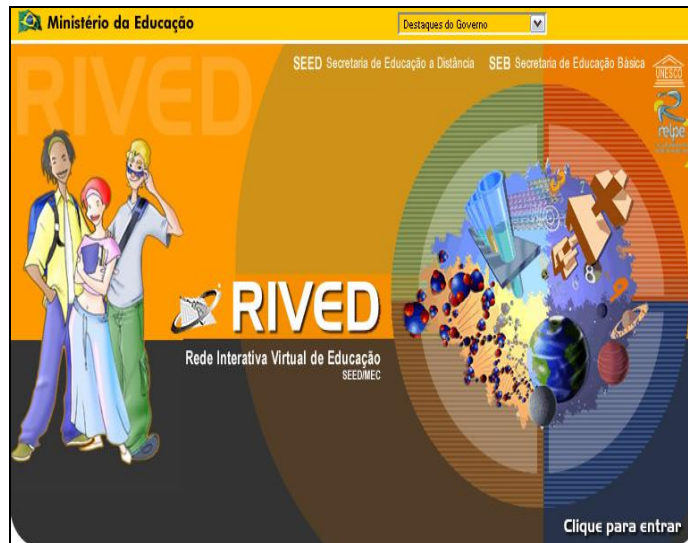 Ministério da Educação
Destaques do Governo
RIVED
SEED Secretaria de Educação a Distância SEB Secretaria de Educação Básica
UNESCO
relpe
RIVED
Rede Interativa Virtual de Educação
SEED/MEC
Clique para entrar